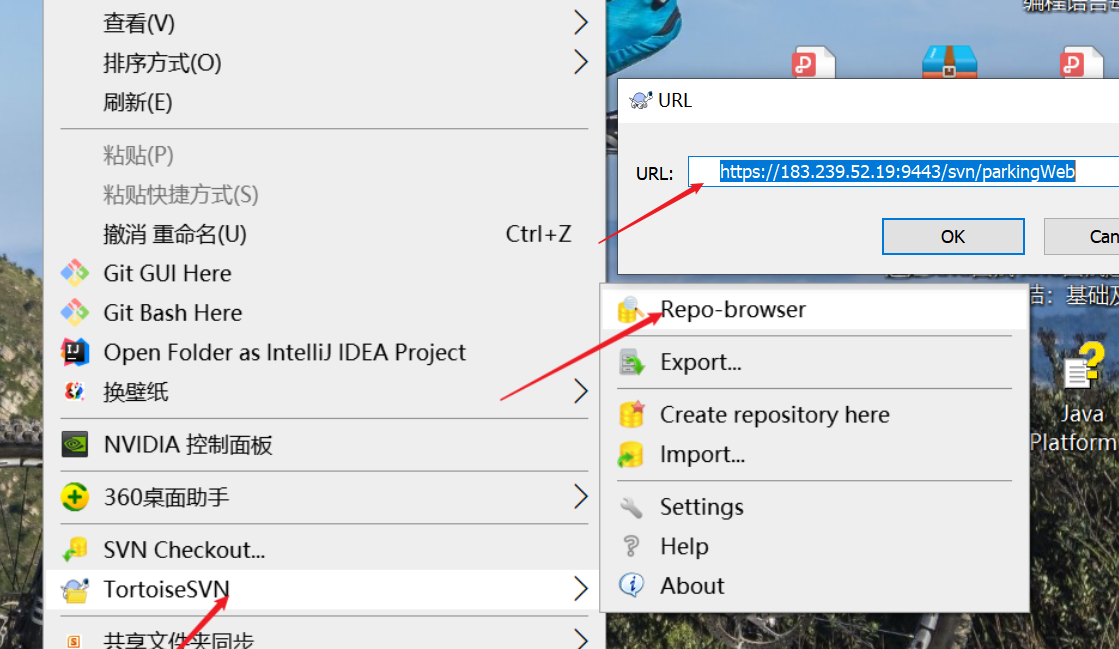 查看(V)
排序方式(O)
刷新(E)
粘贴(P)
粘贴快捷方式(S)
撤消 重命名(U) Ctrl+Z
Git GUI Here
Git Bash Here
Open Folder as IntelliJ IDEA Project
换壁纸
NVIDIA 控制面板
360桌面助手
SVN Checkout...
TortoiseSVN
共享文件夹同步
编程语言
URL
URL: https://183.239.52.19:9443/svn/parkingWeb
OK Can
结：基础及
Repo-browser
Export...
Create repository here
Import...
Settings
Help
About
Java
Platform